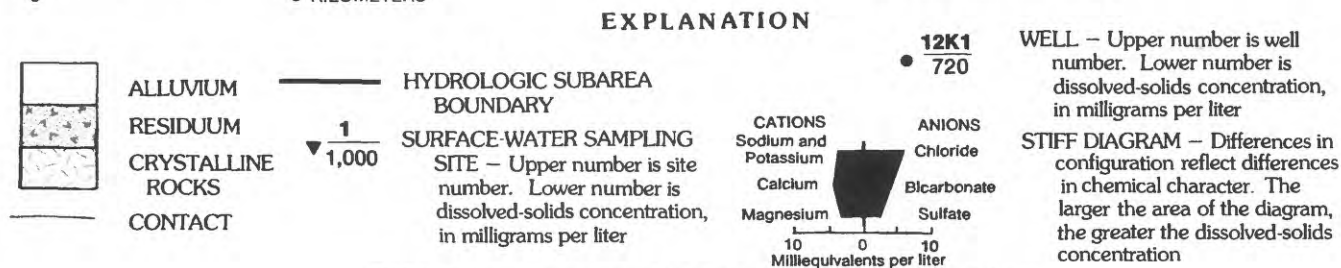 KILOMETERS
EXPLANATION
ALLUVIUM
RESIDUUM
CRYSTALLINE
ROCKS
CONTACT
HYDROLOGIC SUBAREA
BOUNDARY
1
1,000
SURFACE-WATER SAMPLING
SITE – Upper number is site
number. Lower number is
dissolved-solids concentration,
in milligrams per liter
CATIONS
Sodium and
Potassium
Calcium
Magnesium
ANIONS
Chloride
Bicarbonate
Sulfate
10 0 10
Milliequivalents per liter
12K1
720
WELL – Upper number is well
number. Lower number is
dissolved-solids concentration,
in milligrams per liter
STIFF DIAGRAM – Differences in
configuration reflect differences
in chemical character. The
larger the area of the diagram,
the greater the dissolved-solids
concentration